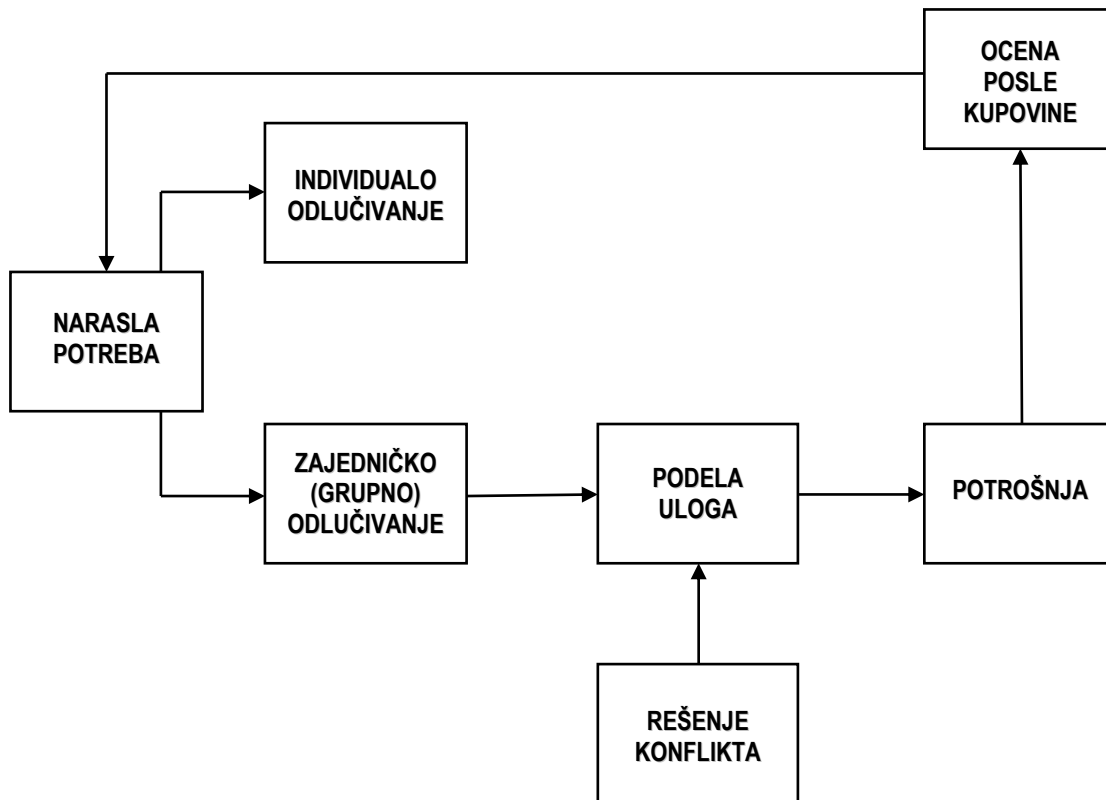 OCENA
POSLE
KUPOVINE
INDIVIDUALO
ODLUČIVANJE
NARASLA
POTREBA
ZAJEDNIČKO
(GRUPNO)
ODLUČIVANJE
PODELA
ULOGA
POTROŠNJA
REŠENJE
KONFLIKTA